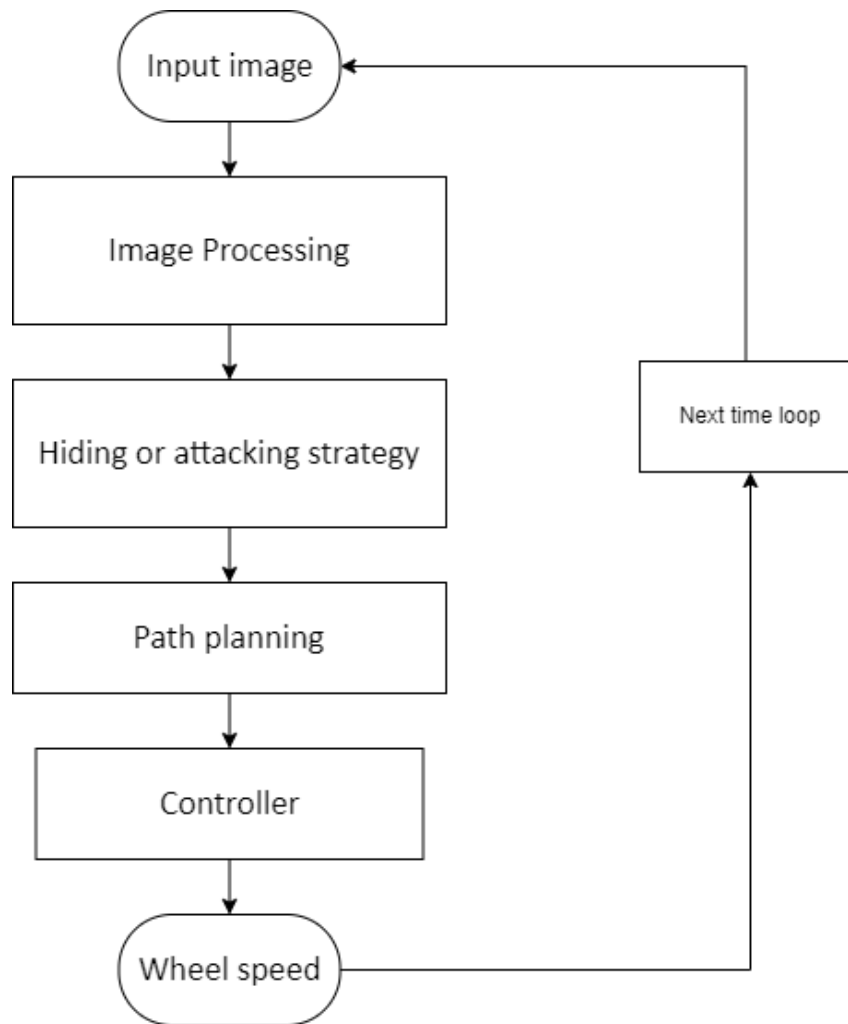 Input image
Image Processing
Hiding or attacking strategy
Next time loop
Path planning
Controller
Wheel speed